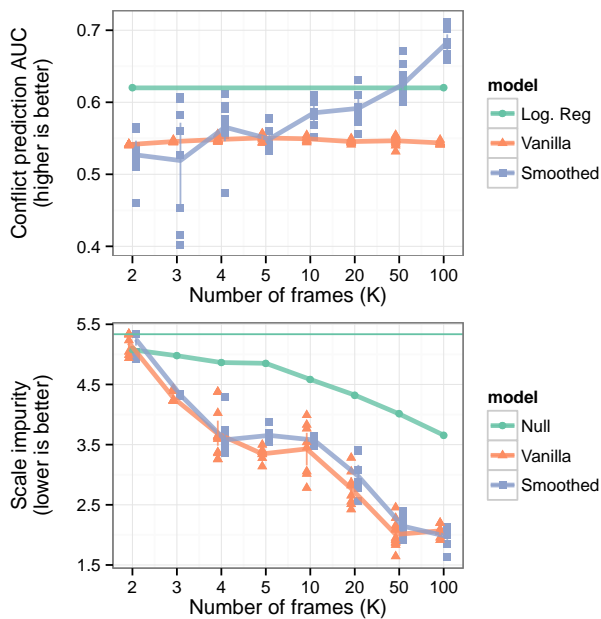 Conflict prediction AUC
(higher is better)
0.7
0.6
0.5
0.4
2 3 4 5 10 20 50 100
Number of frames (K)
model
Log. Reg
Vanilla
Smoothed
Scale impurity
(lower is better)
5.5
4.5
3.5
2.5
1.5
2 3 4 5 10 20 50 100
Number of frames (K)
model
Null
Vanilla
Smoothed